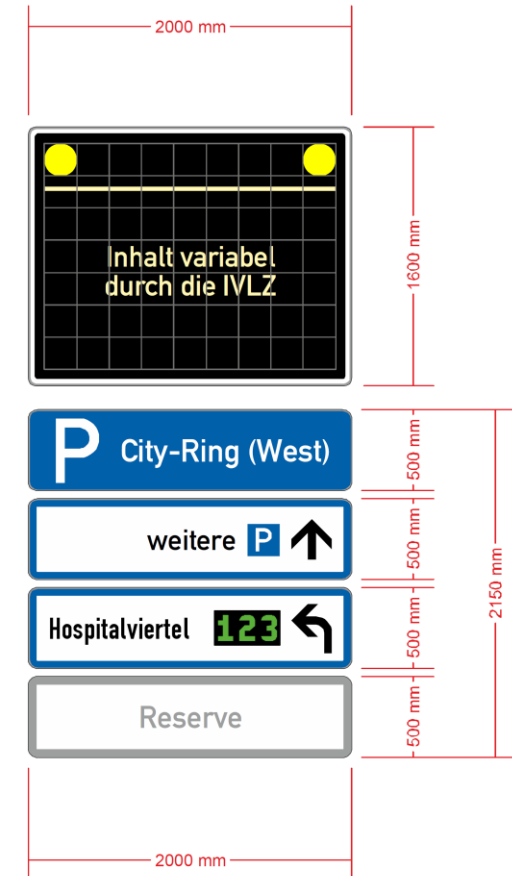 2000 mm
Inhalt variabel
durch die IVLZ
1600 mm
P City-Ring (West)
500 mm
weitere P
500 mm
Hospitalviertel 123
500 mm
Reserve
500 mm
2150 mm
2000 mm